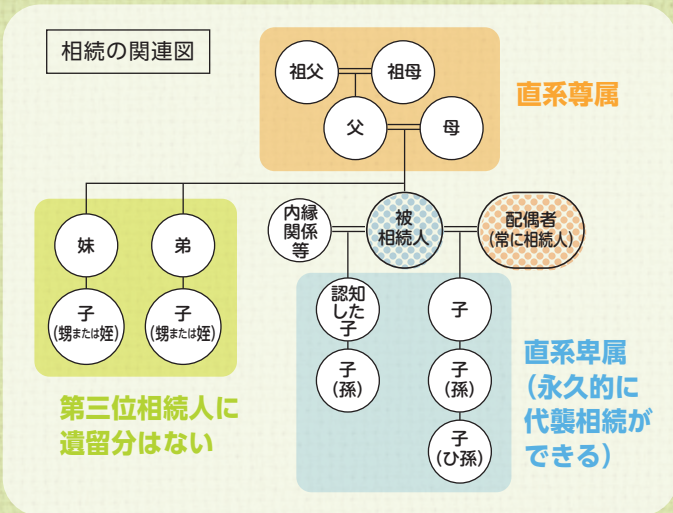 相続の関連図
祖父
祖母
直系尊属
父
母
妹
弟
内縁
関係
等
被
相続人
配偶者
(常に相続人)
子
(甥または姪)
子
(甥または姪)
認知
した
子
子
子
(孫)
子
(孫)
子
(ひ孫)
直系卑属
(永久的に
代襲相続が
できる)
第三位相続人に
遺留分はない